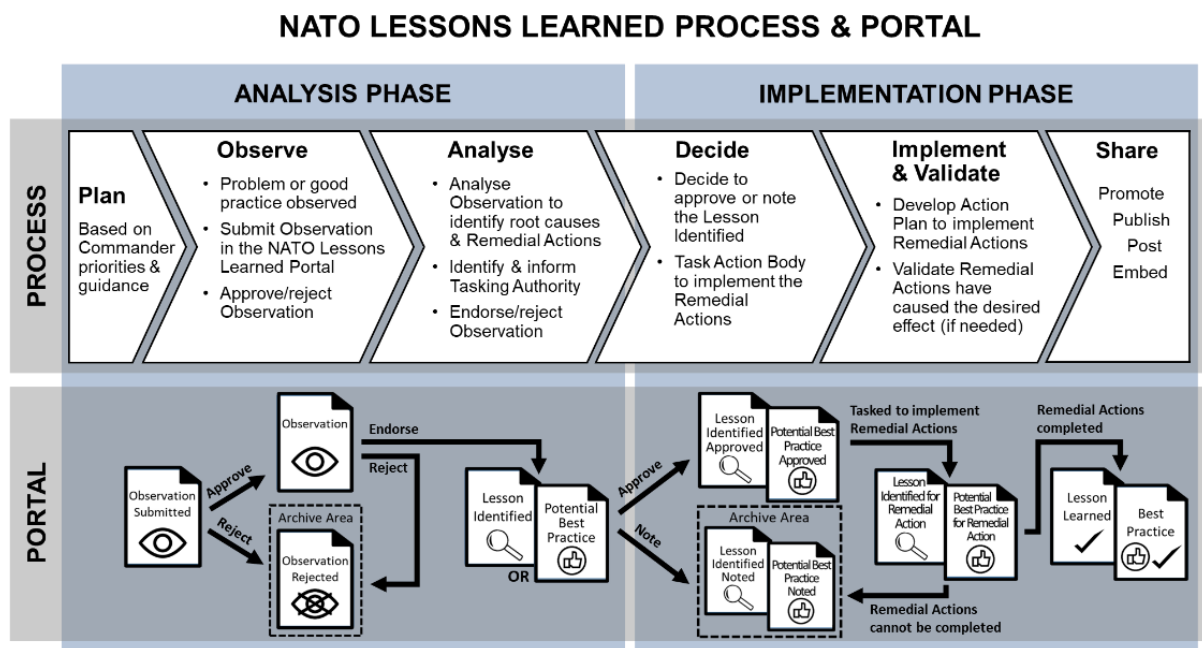 NATO LESSONS LEARNED PROCESS & PORTAL
ANALYSIS PHASE
IMPLEMENTATION PHASE
PROCESS
Plan
Based on
Commander
priorities &
guidance
Observe
• Problem or good
practice observed
• Submit Observation
in the NATO Lessons
Learned Portal
• Approve/reject
Observation
Analyse
• Analyse
Observation to
identify root causes
& Remedial Actions
• Identify & inform
Tasking Authority
• Endorse/reject
Observation
Decide
• Decide to
approve or note
the Lesson
Identified
• Task Action Body
to implement the
Remedial
Actions
Implement
& Validate
• Develop Action
Plan to implement
Remedial Actions
• Validate Remedial
Actions have
caused the desired
effect (if needed)
Share
Promote
Publish
Post
Embed
PORTAL
Observation
Submitted
Approve
Reject
Observation
Archive Area
Observation
Rejected
Endorse
Reject
Lesson
Identified
OR
Potential
Best
Practice
Approve
Note
Lesson
Identified
Approved
Potential Best
Practice
Approved
Archive Area
Lesson
Identified
Noted
Potential Best
Practice
Noted
Tasked to implement
Remedial Actions
Lesson
Identified for
Remedial
Action
Potential Best
Practice
for Remedial
Action
Remedial Actions
cannot be completed
Remedial Actions
completed
Lesson
Learned
Best
Practice